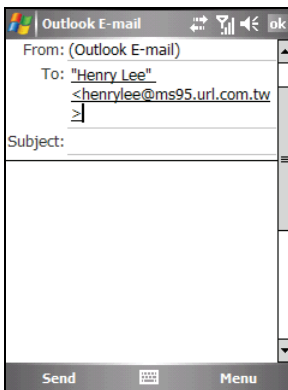 Outlook E-mail ok
From: (Outlook E-mail)
To: "Henry Lee"
<henrylee@ms95.url.com.tw
>
Subject:
Send Menu